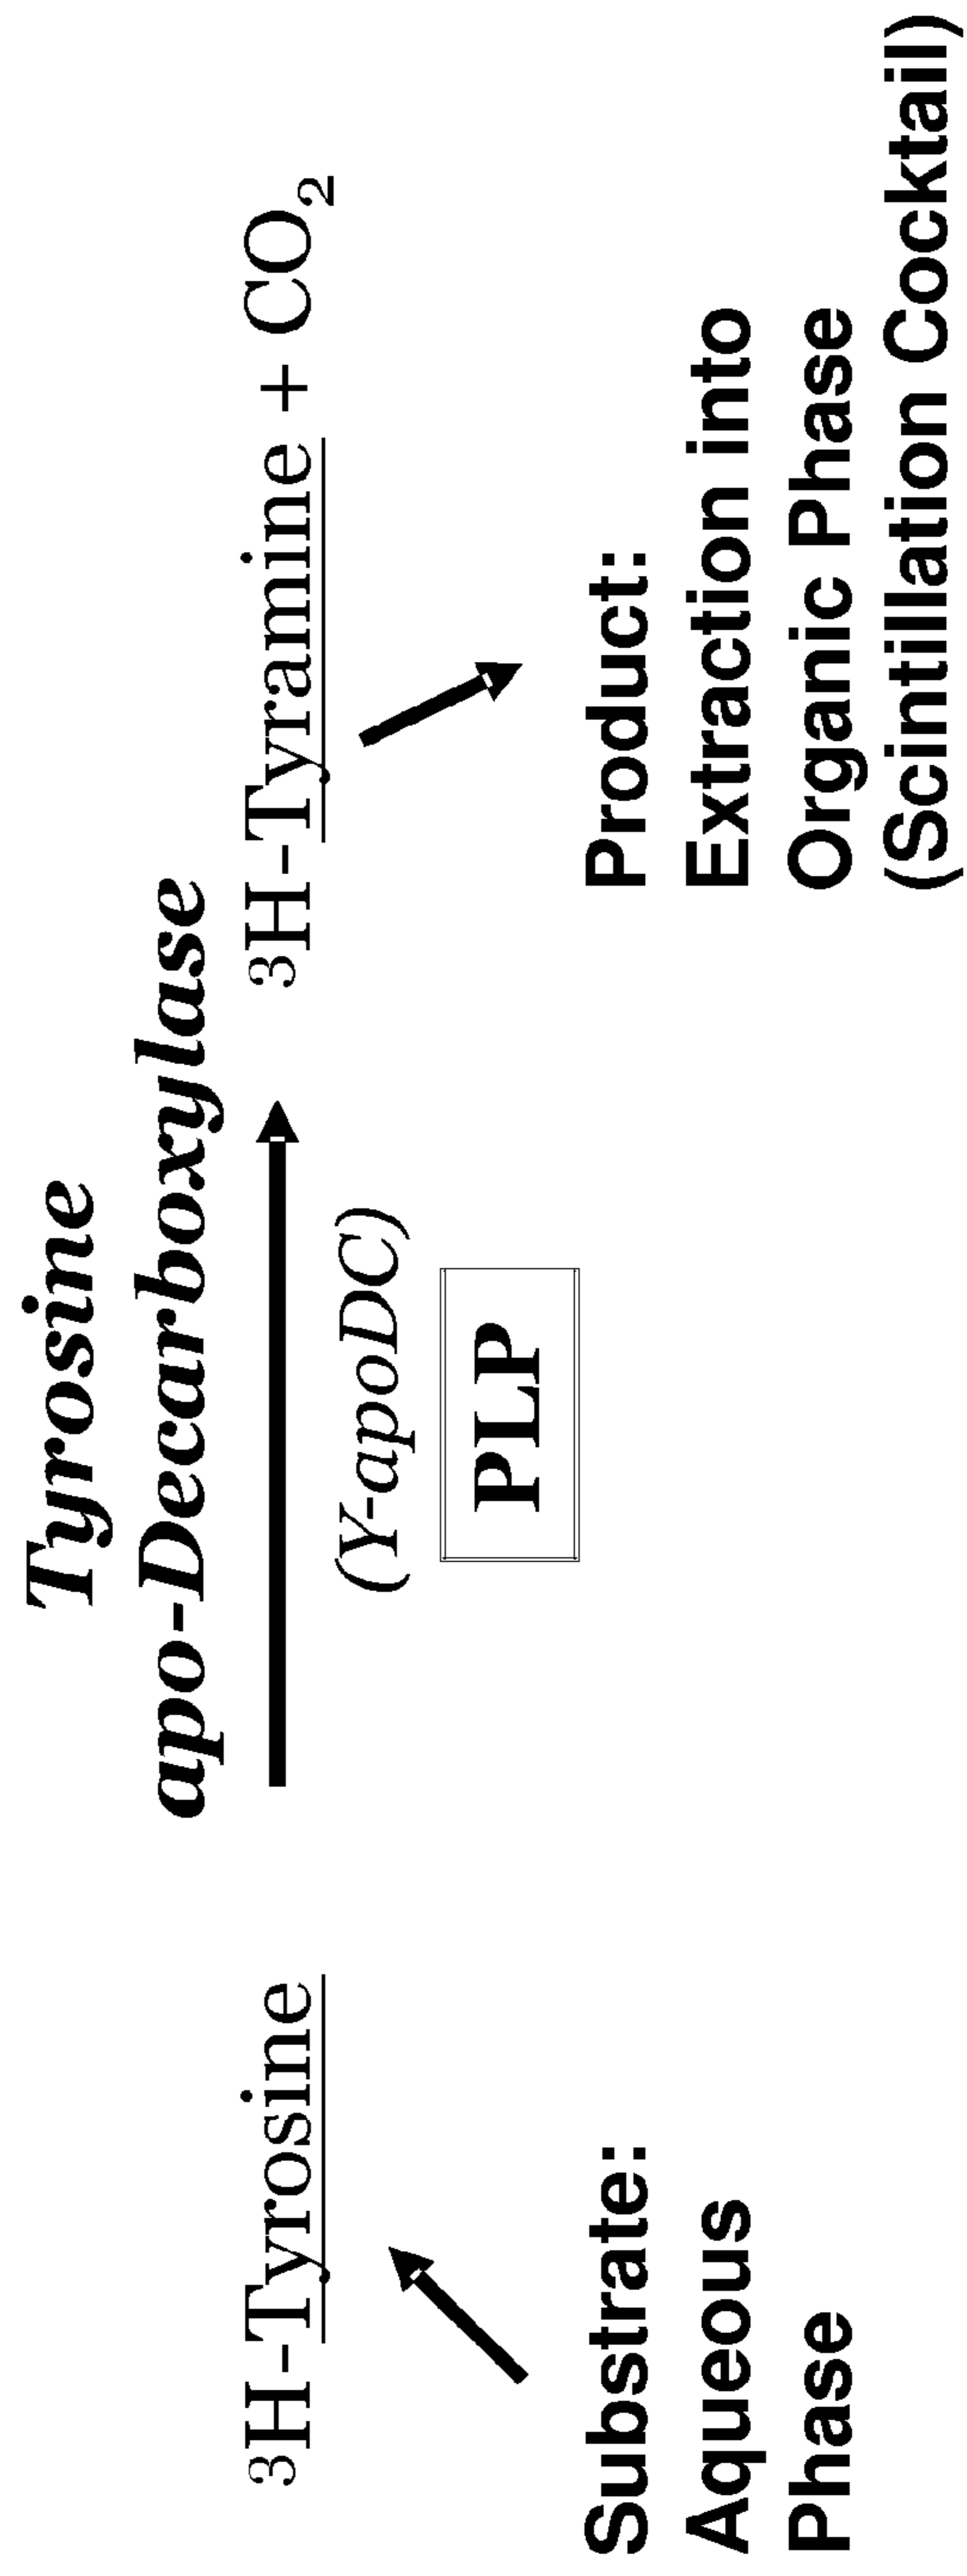 Tyrosine
apo-Decarboxylase
³H-Tyrosine
³H-Tyramine + CO₂
(Y-apoDC)
PLP
Substrate:
Aqueous
Phase
Product:
Extraction into
Organic Phase
(Scintillation Cocktail)